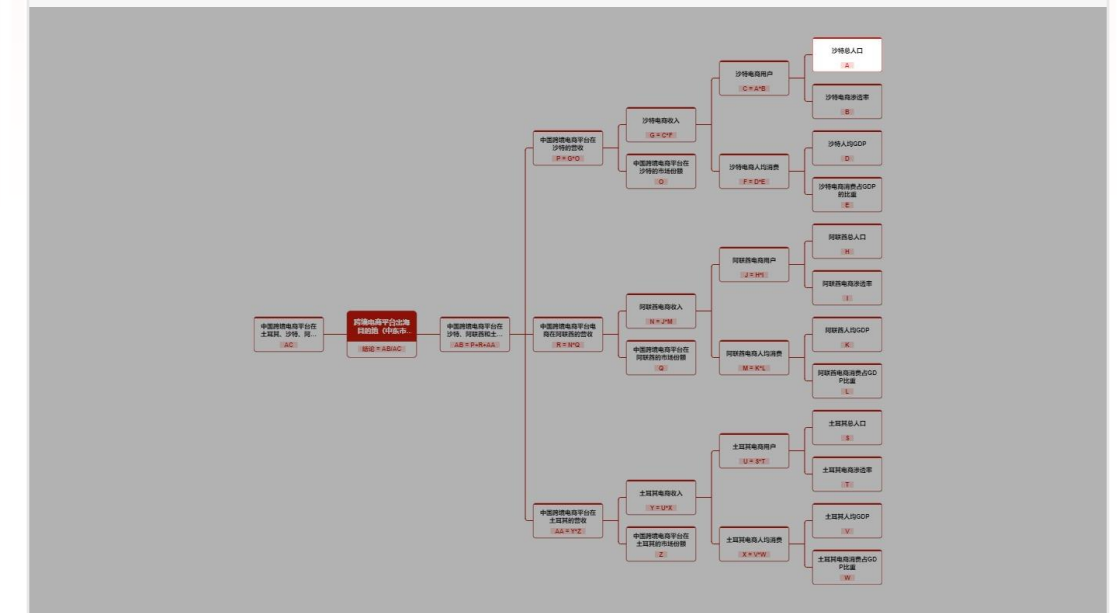 沙特总人口
A
沙特电商用户
C = A*B
沙特电商渗透率
B
沙特电商收入
G = C*F
中国跨境电商平台在
沙特的营收
P = G*O
沙特人均GDP
D
中国跨境电商平台在
沙特的市场份额
O
沙特电商人均消费
F = D*E
沙特电商消费占GDP
的比重
E
阿联酋总人口
H
阿联酋电商用户
J = H*I
阿联酋电商渗透率
I
阿联酋电商收入
N = J*M
中国跨境电商平台在
土耳其、沙特、阿...
AC
跨境电商平台出海
目的地（中东市...
结论 = AB/AC
中国跨境电商平台在
沙特、阿联酋和土...
AB = P+R+AA
中国跨境电商平台电
商在阿联酋的营收
R = N*Q
阿联酋人均GDP
K
中国跨境电商平台在
阿联酋的市场份额
Q
阿联酋电商人均消费
M = K*L
阿联酋电商消费占GD
P比重
L
土耳其总人口
S
土耳其电商用户
U = S*T
土耳其电商渗透率
T
土耳其电商收入
Y = U*X
中国跨境电商平台在
土耳其的营收
AA = Y*Z
土耳其人均GDP
V
中国跨境电商平台在
土耳其的市场份额
Z
土耳其电商人均消费
X = V*W
土耳其电商消费占GD
P比重
W